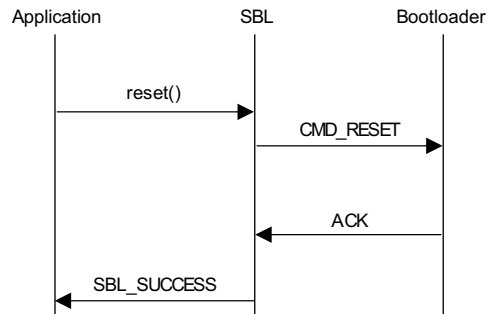 Application SBL Bootloader
reset()
CMD_RESET
ACK
SBL_SUCCESS